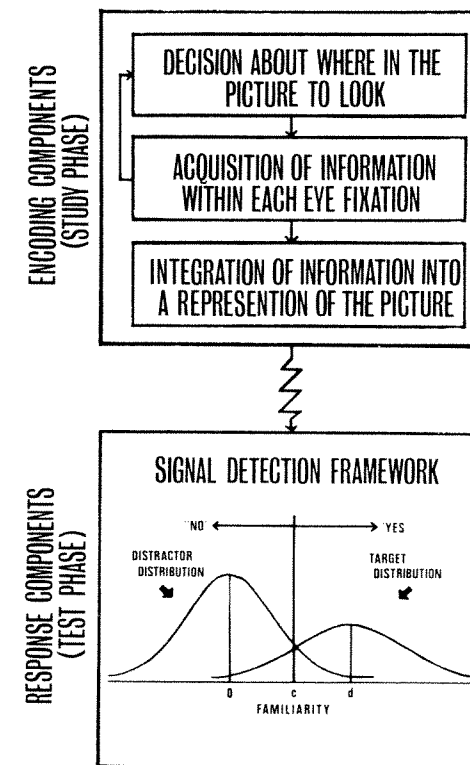 ENCODING COMPONENTS
(STUDY PHASE)
DECISION ABOUT WHERE IN THE
PICTURE TO LOOK
ACQUISITION OF INFORMATION
WITHIN EACH EYE FIXATION
INTEGRATION OF INFORMATION INTO
A REPRESENTION OF THE PICTURE
RESPONSE COMPONENTS
(TEST PHASE)
SIGNAL DETECTION FRAMEWORK
"NO" YES
DISTRACTOR
DISTRIBUTION
TARGET
DISTRIBUTION
0 c d
FAMILIARITY